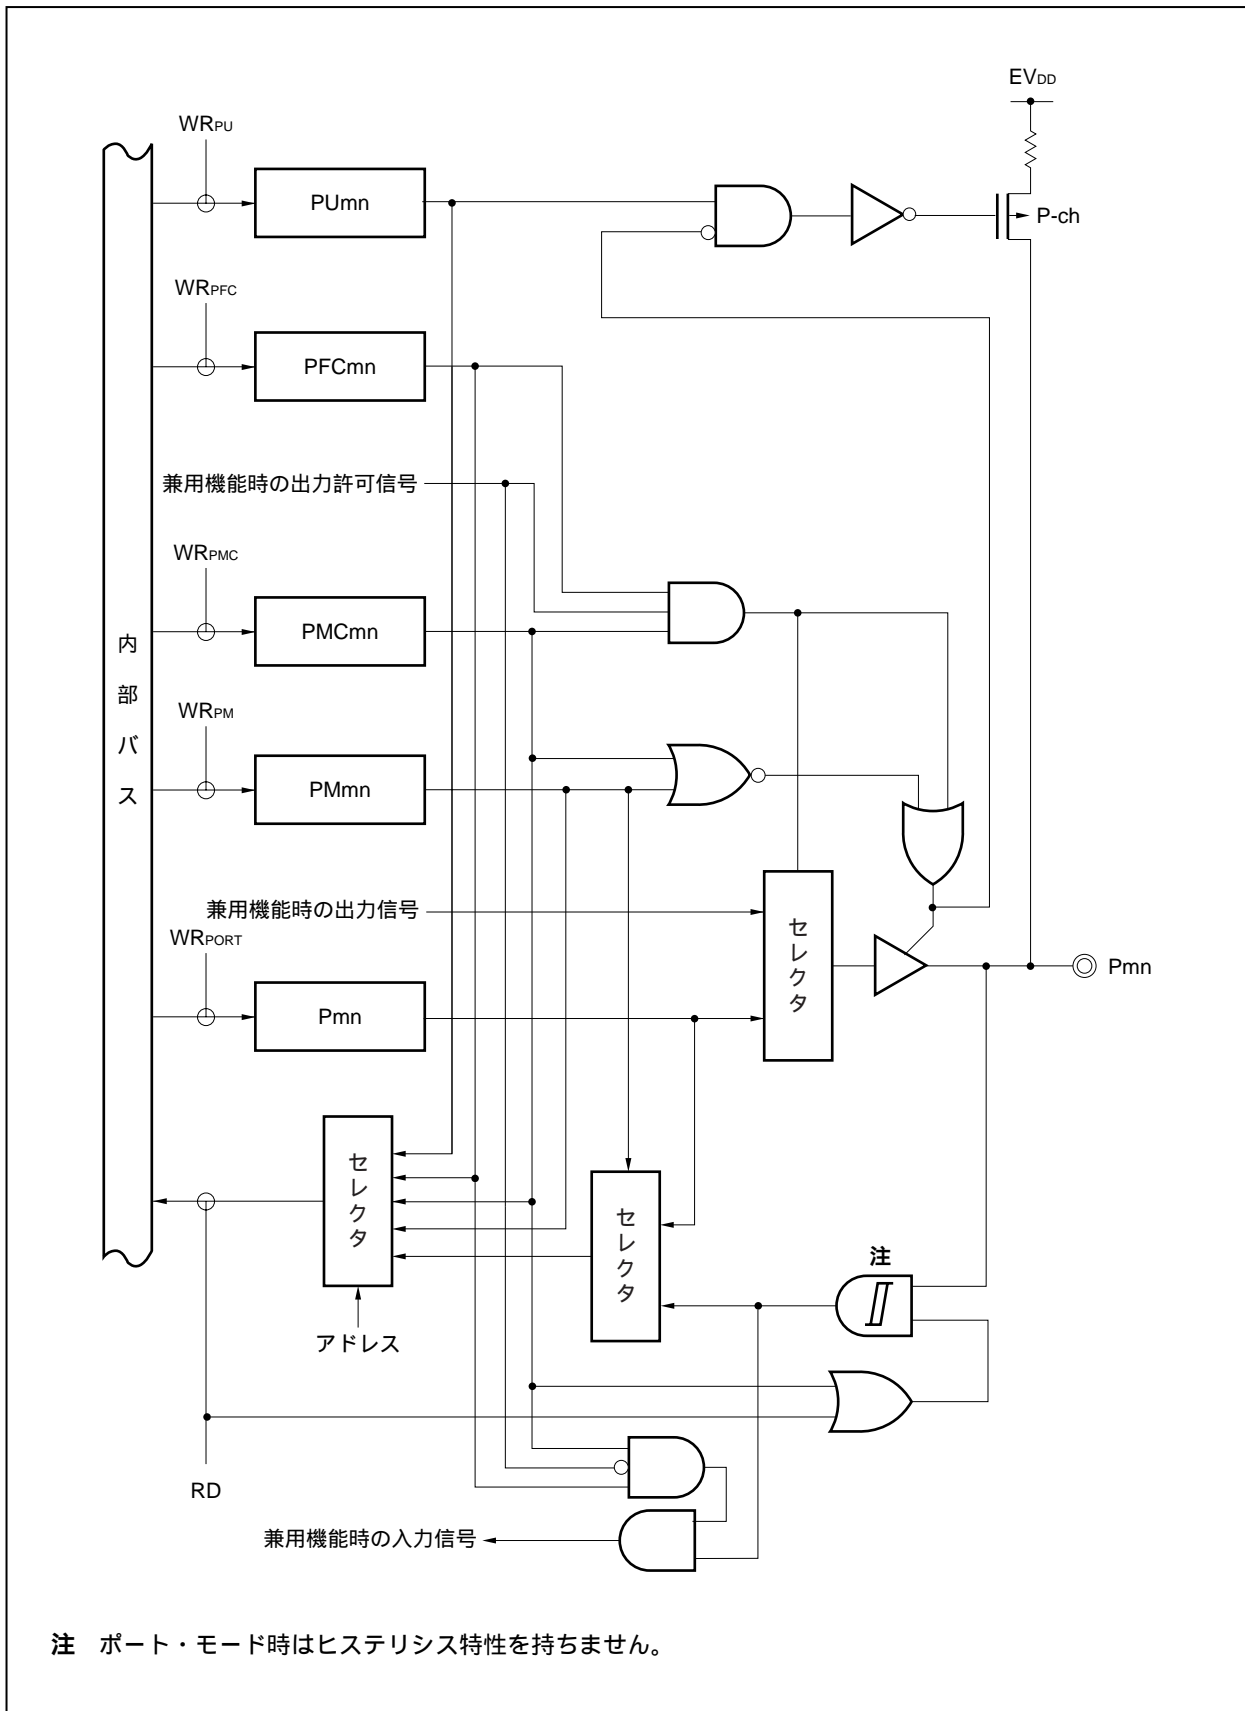 EVDD
WRPU
PUmn
P-ch
WRPFC
PFCmn
兼用機能時の出力許可信号
WRPMC
PMCmn
内部バス
WRPM
PMmn
兼用機能時の出力信号
セレクタ
WRPORT
Pmn
Pmn
セレクタ
セレクタ
注
アドレス
RD
兼用機能時の入力信号
注 ポート・モード時はヒステリシス特性を持ちません。